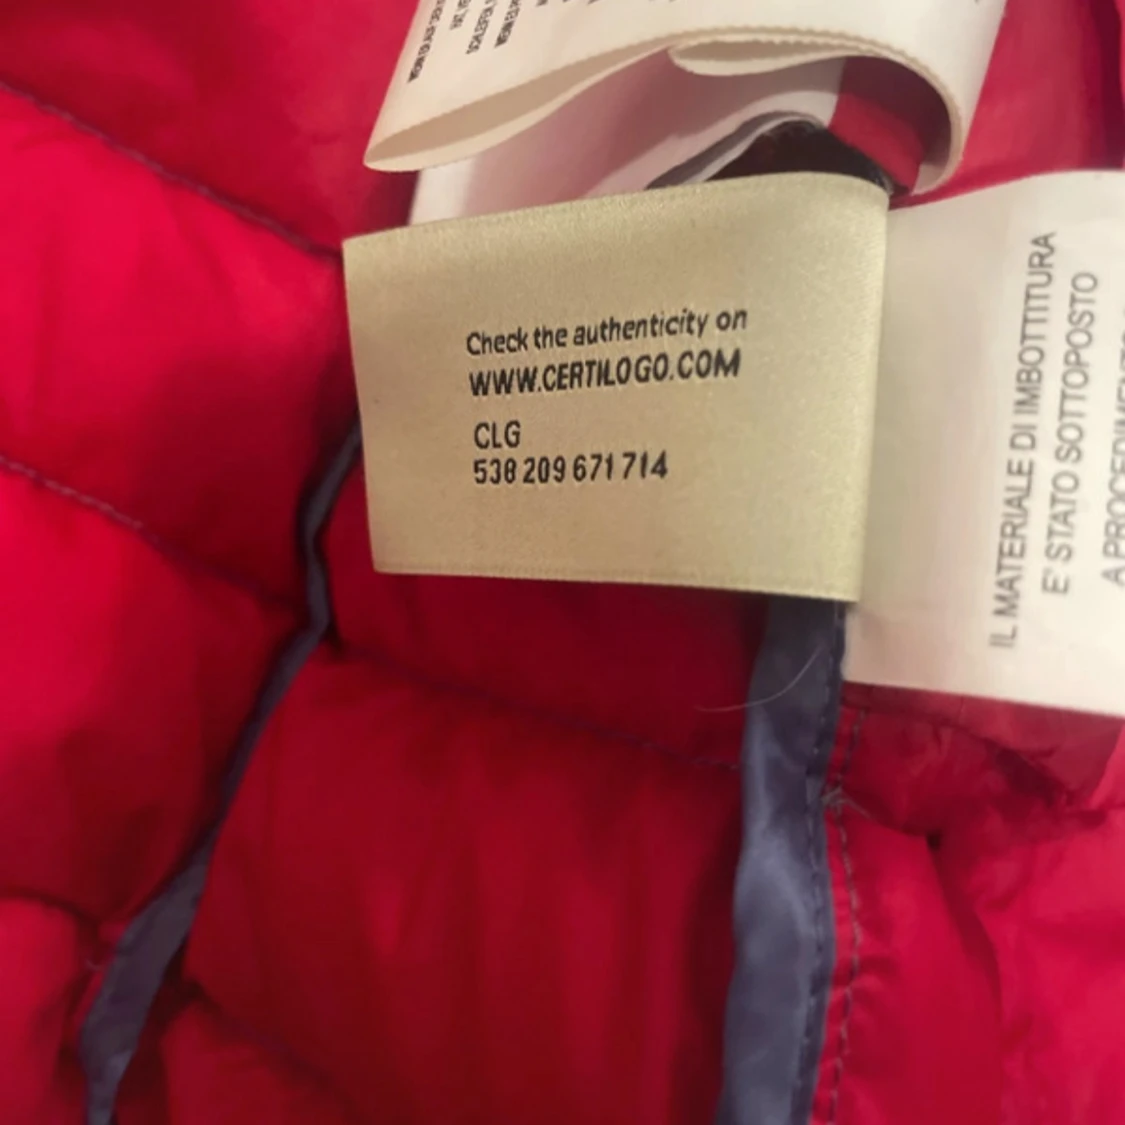 Check the authenticity on
WWW.CERTILOGO.COM
CLG
538 209 671 714
IL MATERIALE DI IMBOTTITURA
E' STATO SOTTOPOSTO